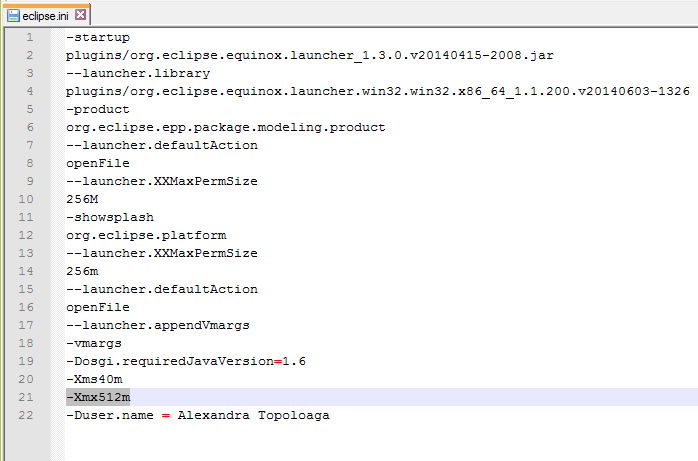 eclipse.ini
1 -startup
2 plugins/org.eclipse.equinox.launcher_1.3.0.v20140415-2008.jar
3 --launcher.library
4 plugins/org.eclipse.equinox.launcher.win32.win32.x86_64_1.1.200.v20140603-1326
5 -product
6 org.eclipse.epp.package.modeling.product
7 --launcher.defaultAction
8 openFile
9 --launcher.XXMaxPermSize
10 256M
11 -showsplash
12 org.eclipse.platform
13 --launcher.XXMaxPermSize
14 256m
15 --launcher.defaultAction
16 openFile
17 --launcher.appendVmargs
18 -vmargs
19 -Dosgi.requiredJavaVersion=1.6
20 -Xms40m
21 -Xmx512m
22 -Duser.name = Alexandra Topoloaga